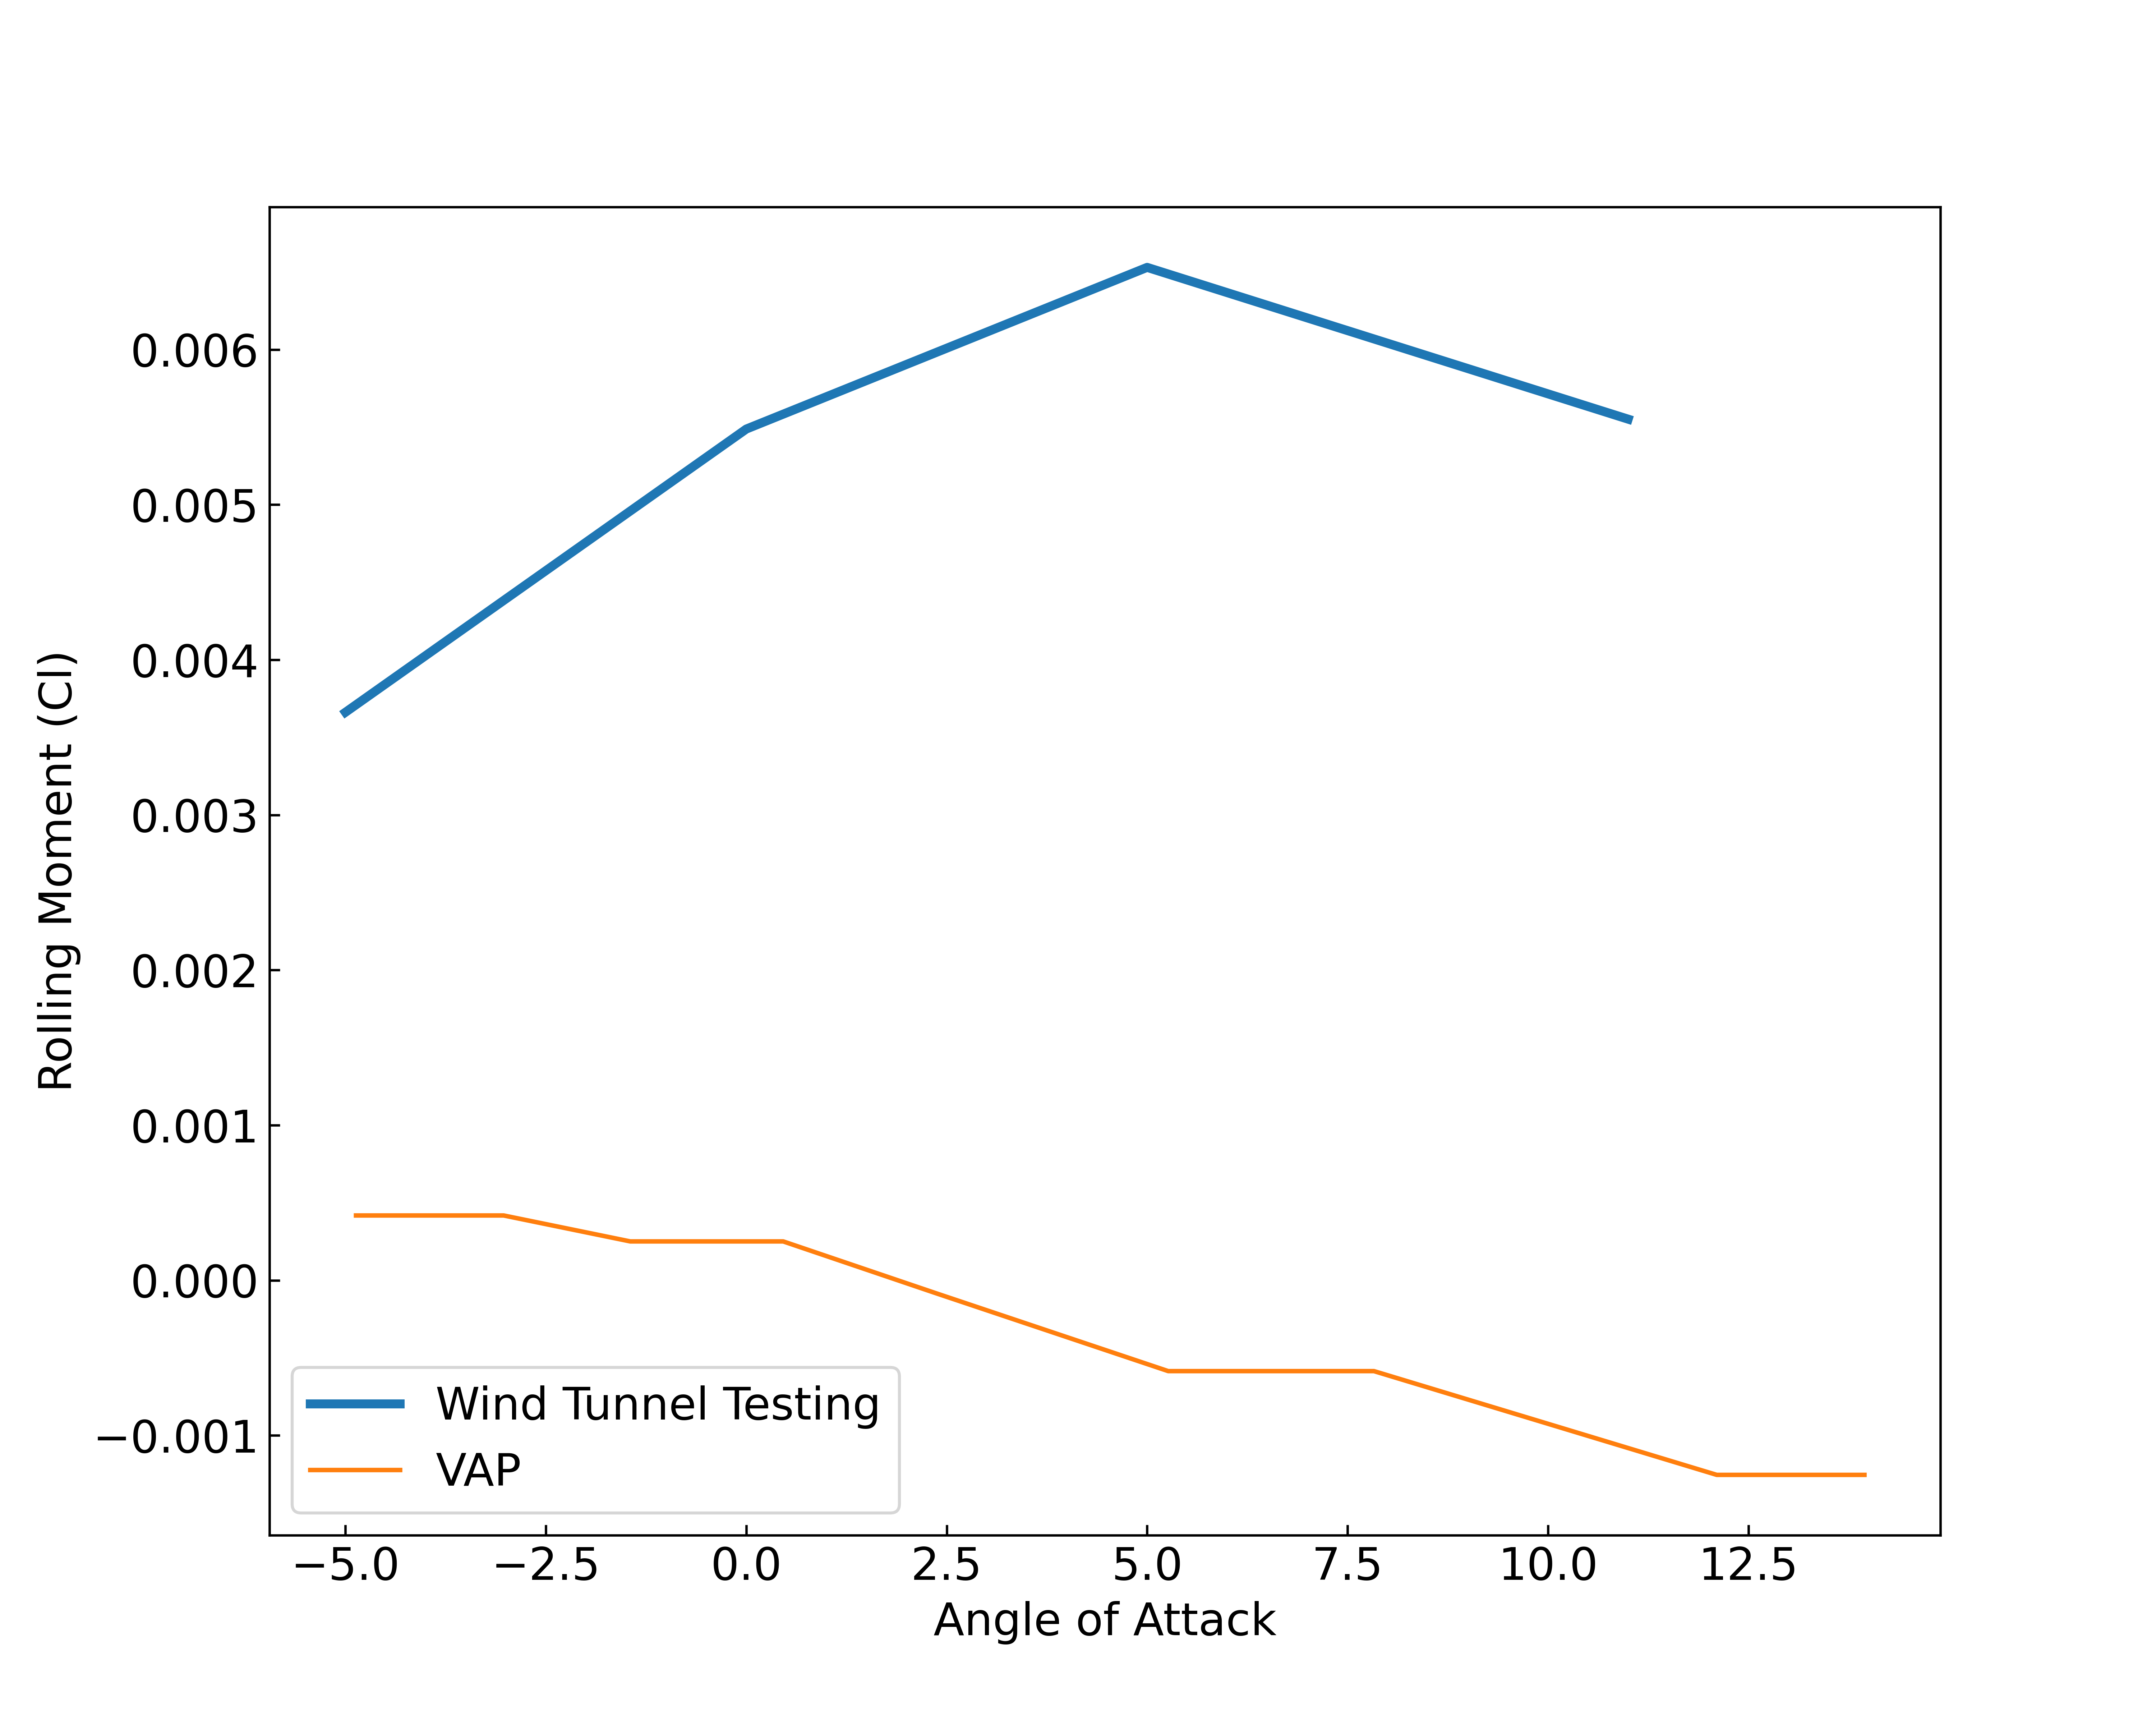 0.006
0.005
0.004
0.003
0.002
0.001
0.000
−0.001
Rolling Moment (Cl)
Wind Tunnel Testing
VAP
−5.0 −2.5 0.0 2.5 5.0 7.5 10.0 12.5
Angle of Attack